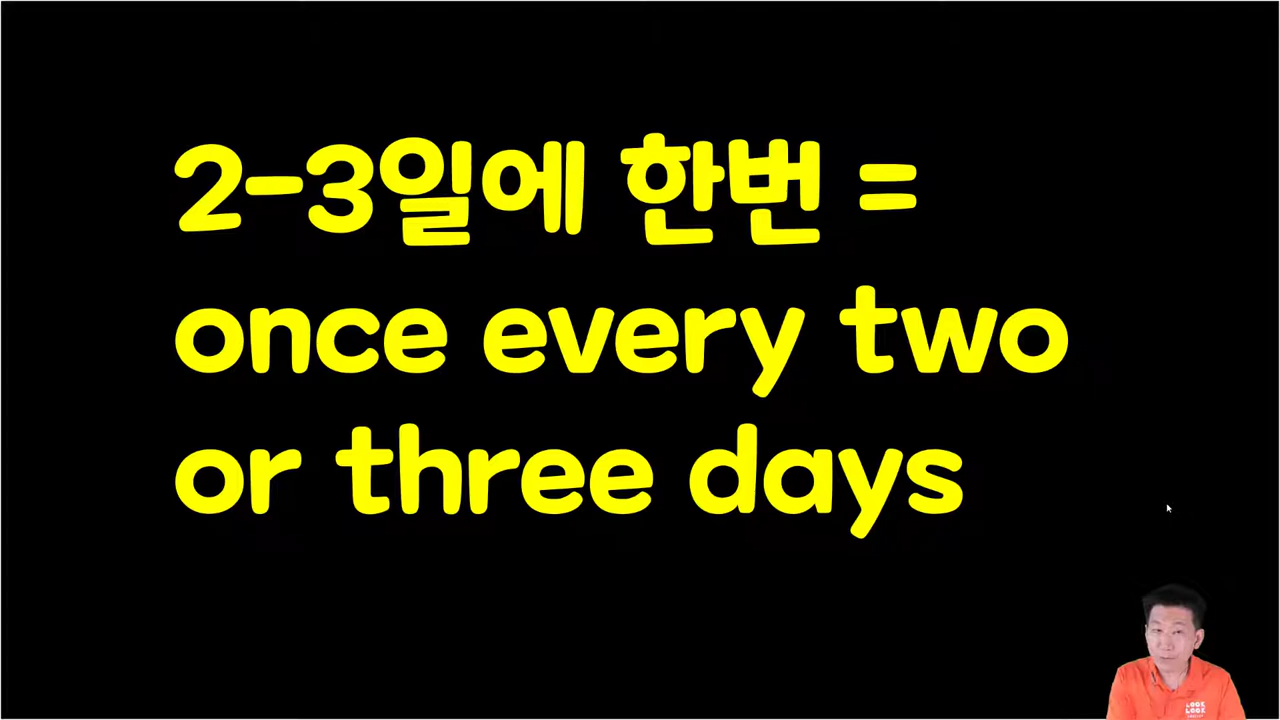 2-3일에 한번 =
once every two
or three days